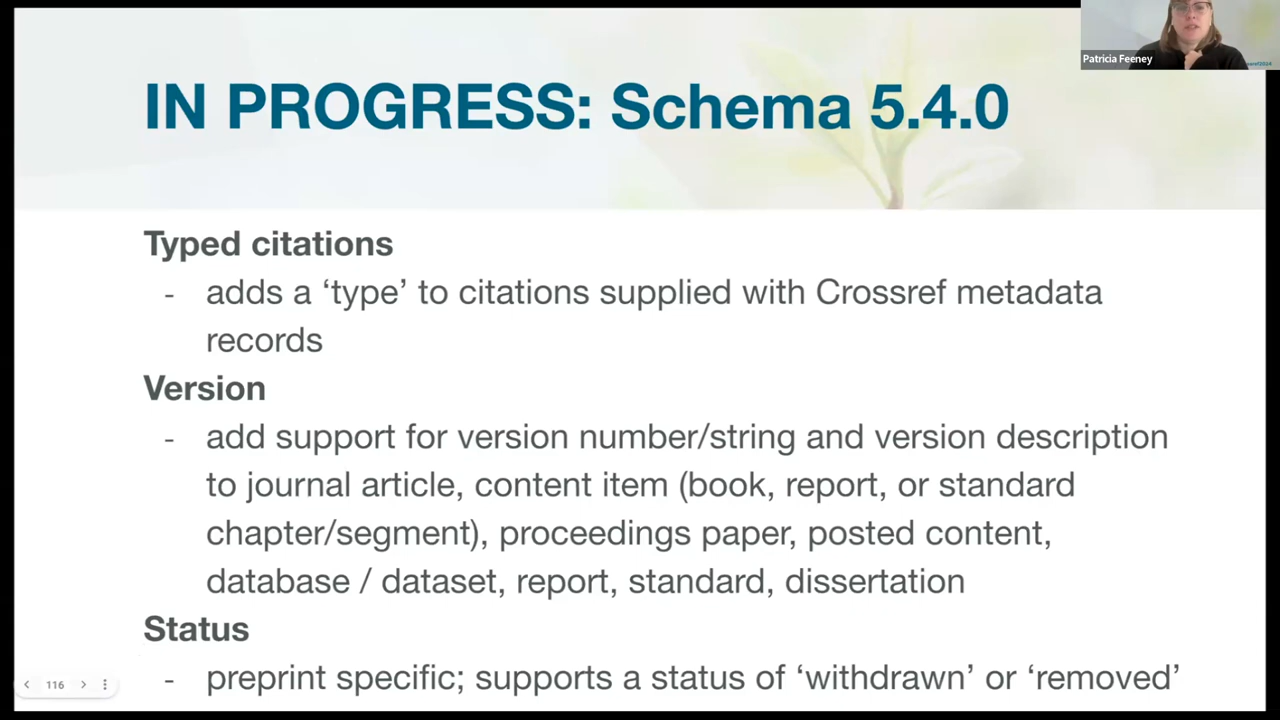 Patricia Feeney
IN PROGRESS: Schema 5.4.0
Typed citations
- adds a ‘type’ to citations supplied with Crossref metadata
records
Version
- add support for version number/string and version description
to journal article, content item (book, report, or standard
chapter/segment), proceedings paper, posted content,
database / dataset, report, standard, dissertation
Status
- preprint specific; supports a status of ‘withdrawn’ or ‘removed’
116